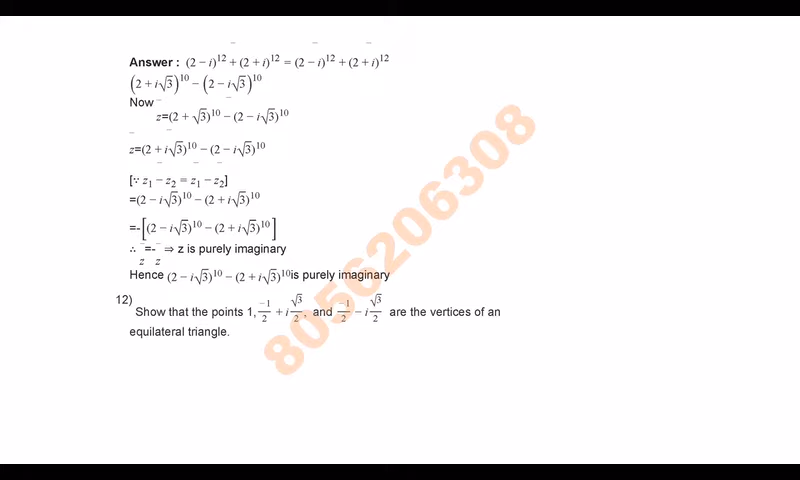 Answer : (2 − i)¹² + (2 + i)¹² = (2 − i)¹² + (2 + i)¹²
(2 + i√3)¹⁰ − (2 − i√3)¹⁰
Now
z=(2 + √3)¹⁰ − (2 − i√3)¹⁰
z=(2 + i√3)¹⁰ − (2 − i√3)¹⁰
[∵ z₁ − z₂ = z₁ − z₂]
=(2 − i√3)¹⁰ − (2 + i√3)¹⁰
=-[(2 − i√3)¹⁰ − (2 + i√3)¹⁰]
∴ z̄=-z̄ ⇒ z is purely imaginary
Hence (2 − i√3)¹⁰ − (2 + i√3)¹⁰is purely imaginary
12)
Show that the points 1, −1/2 + i √3/2, and −1/2 − i √3/2 are the vertices of an
equilateral triangle.
8056206308